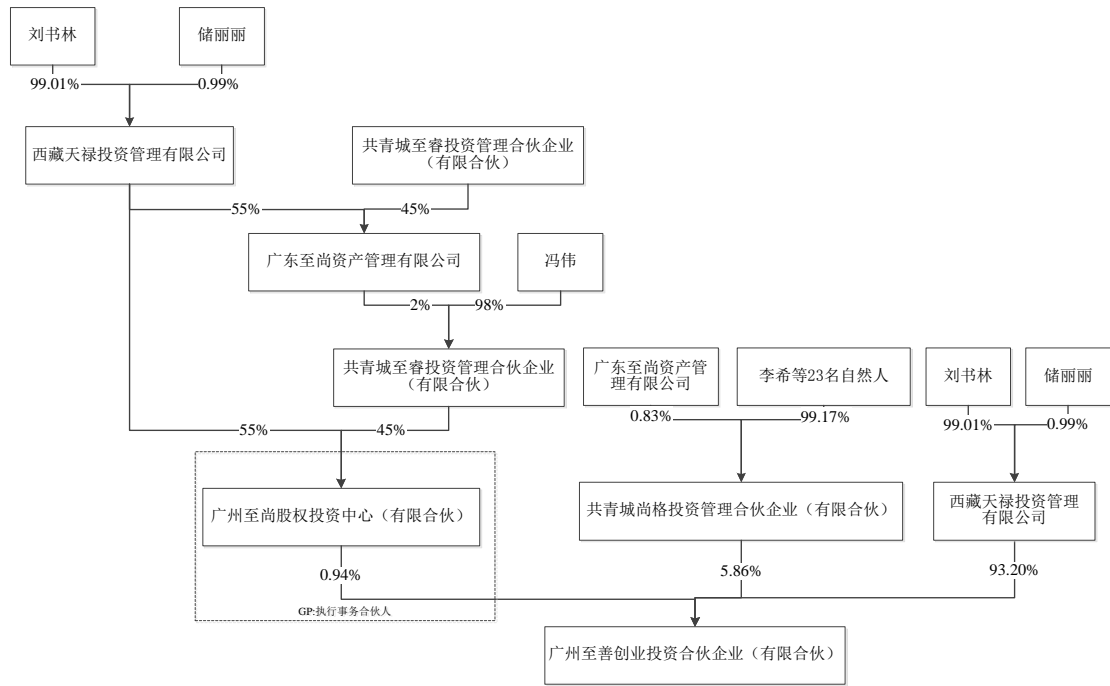 刘书林
储丽丽
99.01%
0.99%
西藏天禄投资管理有限公司
共青城至睿投资管理合伙企业
（有限合伙）
55%
45%
广东至尚资产管理有限公司
冯伟
2%
98%
共青城至睿投资管理合伙企业
（有限合伙）
广东至尚资产管
理有限公司
李希等23名自然人
刘书林
储丽丽
0.83%
99.17%
99.01%
0.99%
55%
45%
广州至尚股权投资中心（有限合伙）
共青城尚格投资管理合伙企业（有限合伙）
西藏天禄投资管理
有限公司
0.94%
5.86%
93.20%
GP:执行事务合伙人
广州至善创业投资合伙企业（有限合伙）